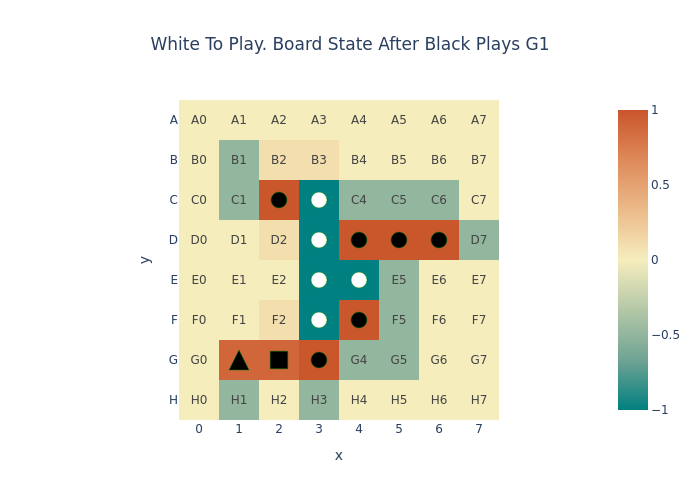 White To Play. Board State After Black Plays G1
A A0 A1 A2 A3 A4 A5 A6 A7
B B0 B1 B2 B3 B4 B5 B6 B7
C C0 C1 C4 C5 C6 C7
D D0 D1 D2 D7
E E0 E1 E2 E5 E6 E7
F F0 F1 F2 F5 F6 F7
G G0 G4 G5 G6 G7
H H0 H1 H2 H3 H4 H5 H6 H7
0 1 2 3 4 5 6 7
x
y
1
0.5
0
−0.5
−1